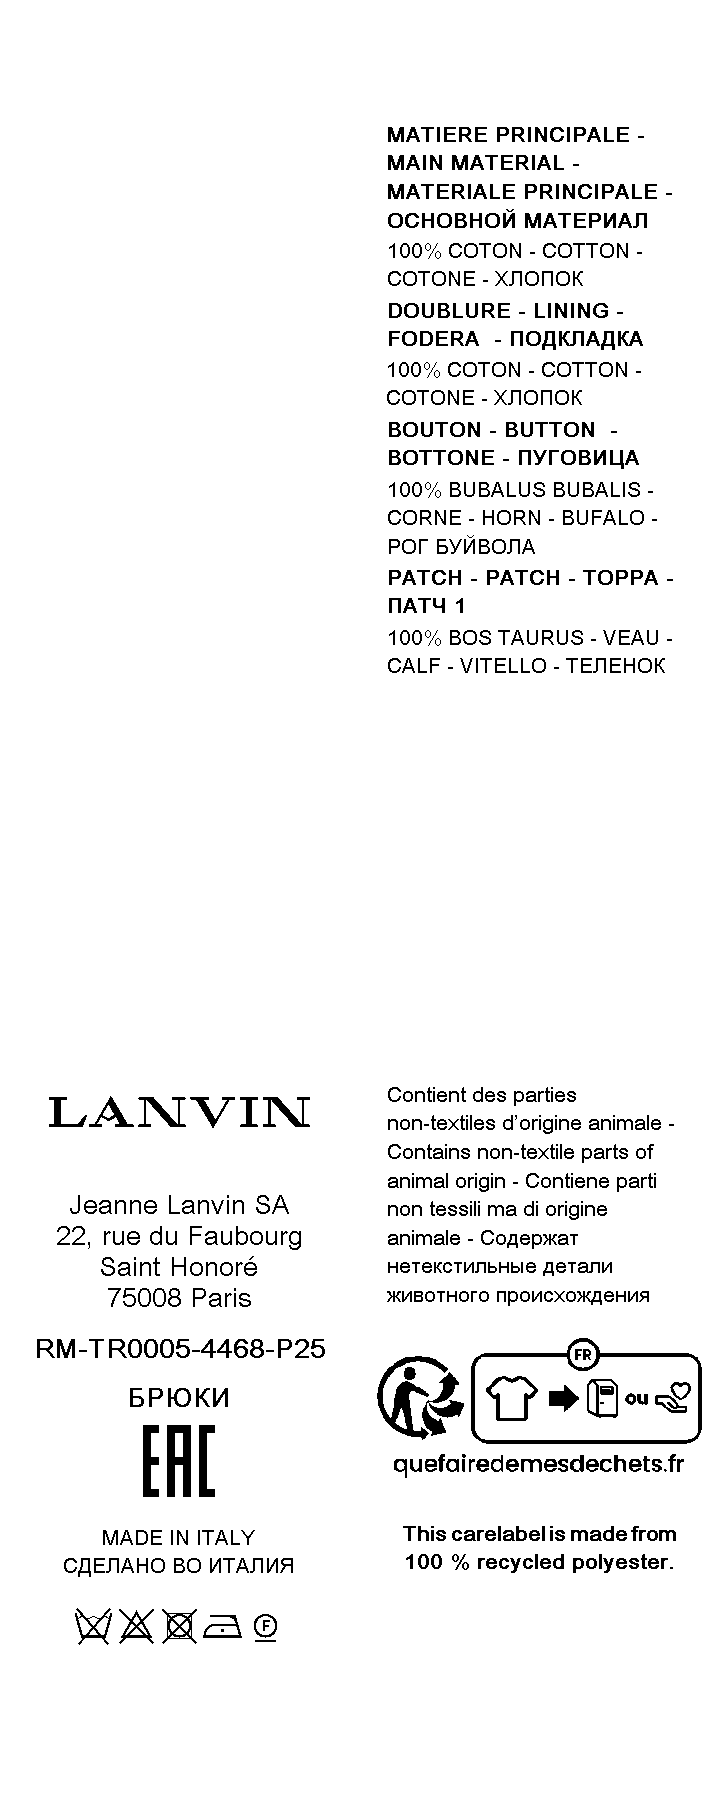 MATIERE PRINCIPALE -
MAIN MATERIAL -
MATERIALE PRINCIPALE -
ОСНОВНОЙ МАТЕРИАЛ
100% COTON - COTTON -
COTONE - ХЛОПОК
DOUBLURE - LINING -
FODERA - ПОДКЛАДКА
100% COTON - COTTON -
COTONE - ХЛОПОК
BOUTON - BUTTON -
BOTTONE - ПУГОВИЦА
100% BUBALUS BUBALIS -
CORNE - HORN - BUFALO -
РОГ БУЙВОЛА
PATCH - PATCH - TOPPA -
ПАТЧ 1
100% BOS TAURUS - VEAU -
CALF - VITELLO - ТЕЛЕНОК
LANVIN
Jeanne Lanvin SA
22, rue du Faubourg
Saint Honoré
75008 Paris
RM-TR0005-4468-P25
БРЮКИ
EAC
MADE IN ITALY
СДЕЛАНО ВО ИТАЛИЯ
F
Contient des parties
non-textiles d’origine animale -
Contains non-textile parts of
animal origin - Contiene parti
non tessili ma di origine
animale - Содержат
нетекстильные детали
животного происхождения
FR
ou
quefairedemesdechets.fr
This carelabel is made from
100 % recycled polyester.